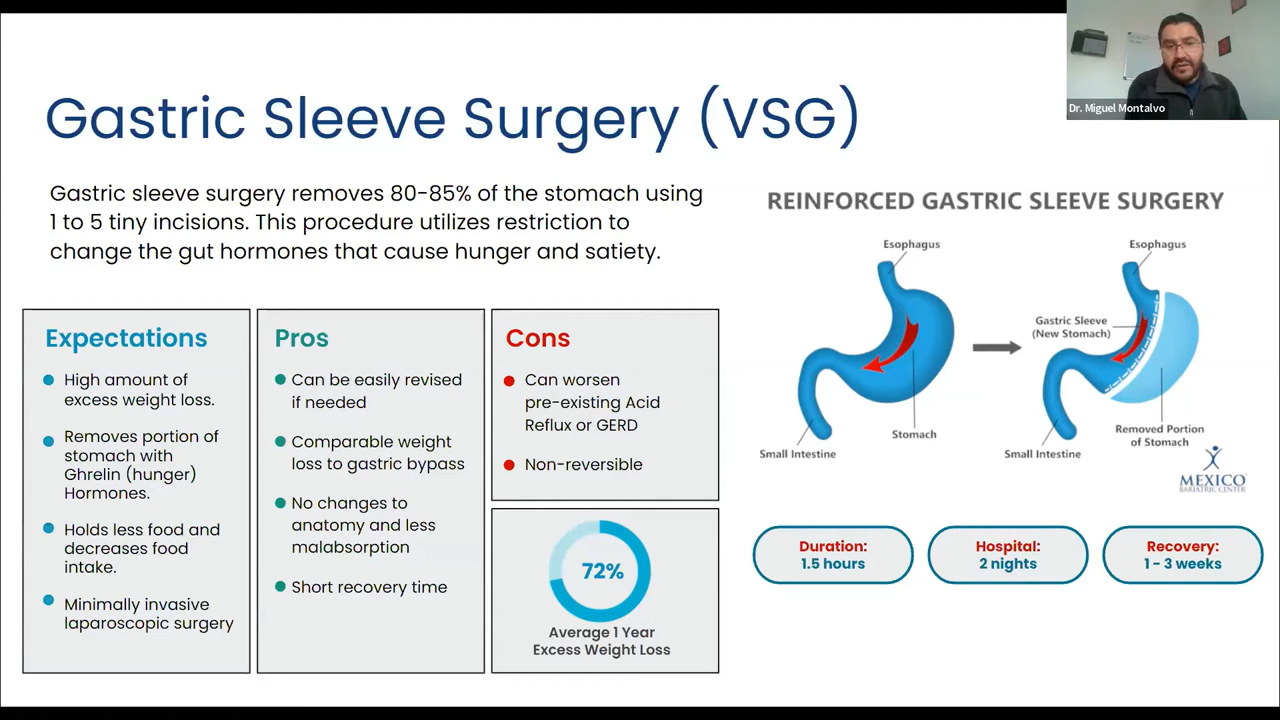 Dr. Miguel Montalvo
Gastric Sleeve Surgery (VSG)
Gastric sleeve surgery removes 80-85% of the stomach using
1 to 5 tiny incisions. This procedure utilizes restriction to
change the gut hormones that cause hunger and satiety.
Expectations
High amount of
excess weight loss.
Removes portion of
stomach with
Ghrelin (hunger)
Hormones.
Holds less food and
decreases food
intake.
Minimally invasive
laparoscopic surgery
Pros
Can be easily revised
if needed
Comparable weight
loss to gastric bypass
No changes to
anatomy and less
malabsorption
Short recovery time
Cons
Can worsen
pre-existing Acid
Reflux or GERD
Non-reversible
72%
Average 1 Year
Excess Weight Loss
REINFORCED GASTRIC SLEEVE SURGERY
Esophagus
Stomach
Small Intestine
Esophagus
Gastric Sleeve
(New Stomach)
Removed Portion
of Stomach
Small Intestine
MEXICO
BARIATRIC CENTER
Duration:
1.5 hours
Hospital:
2 nights
Recovery:
1 - 3 weeks